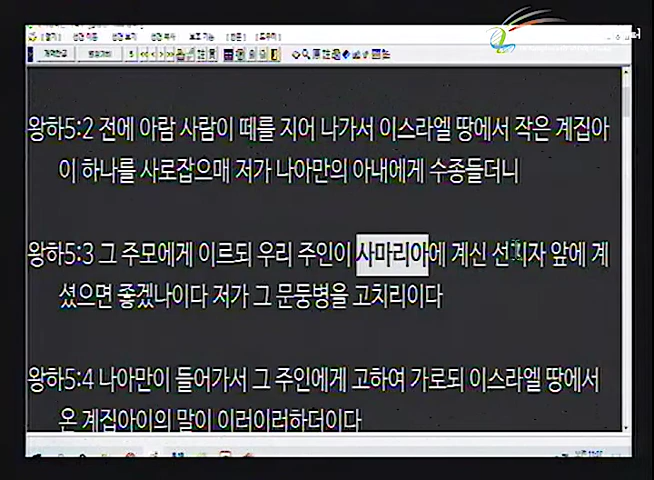 왕하5:2 전에 아람 사람이 떼를 지어 나가서 이스라엘 땅에서 작은 계집아
이 하나를 사로잡으매 저가 나아만의 아내에게 수종들더니
왕하5:3 그 주모에게 이르되 우리 주인이 사마리아에 계신 선지자 앞에 계
셨으면 좋겠나이다 저가 그 문둥병을 고치리이다
왕하5:4 나아만이 들어가서 그 주인에게 고하여 가로되 이스라엘 땅에서
온 계집아이의 말이 이러이러하더이다